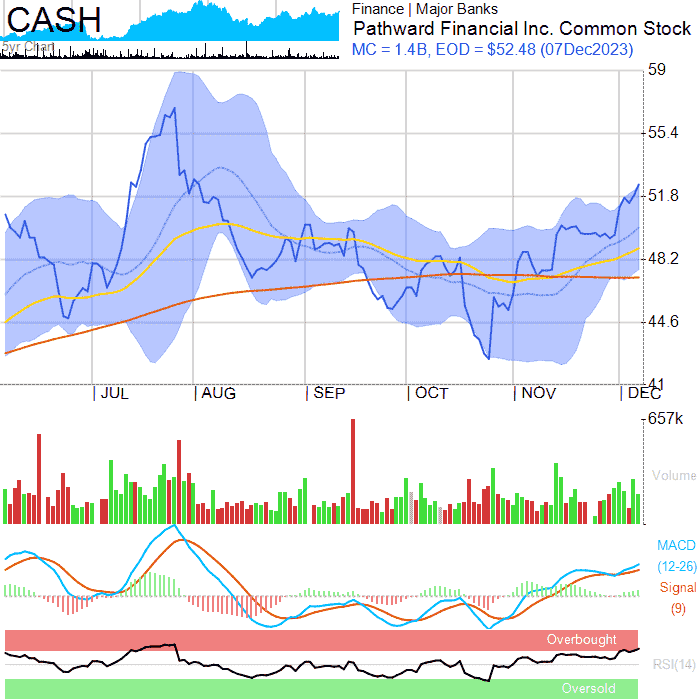 CASH
5yr Chart
Finance | Major Banks
Pathward Financial Inc. Common Stock
MC = 1.4B, EOD = $52.48 (07Dec2023)
59
55.4
51.8
48.2
44.6
41
JUL AUG SEP OCT NOV DEC
657k
Volume
MACD
(12-26)
Signal
(9)
Overbought
RSI(14)
Oversold